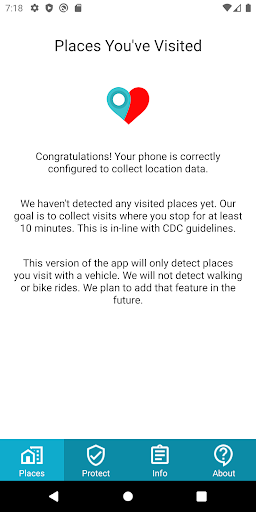 7:18
Places You've Visited
Congratulations! Your phone is correctly
configured to collect location data.
We haven't detected any visited places yet. Our
goal is to collect visits where you stop for at least
10 minutes. This is in-line with CDC guidelines.
This version of the app will only detect places
you visit with a vehicle. We will not detect walking
or bike rides. We plan to add that feature in the
future.
Places Protect Info About